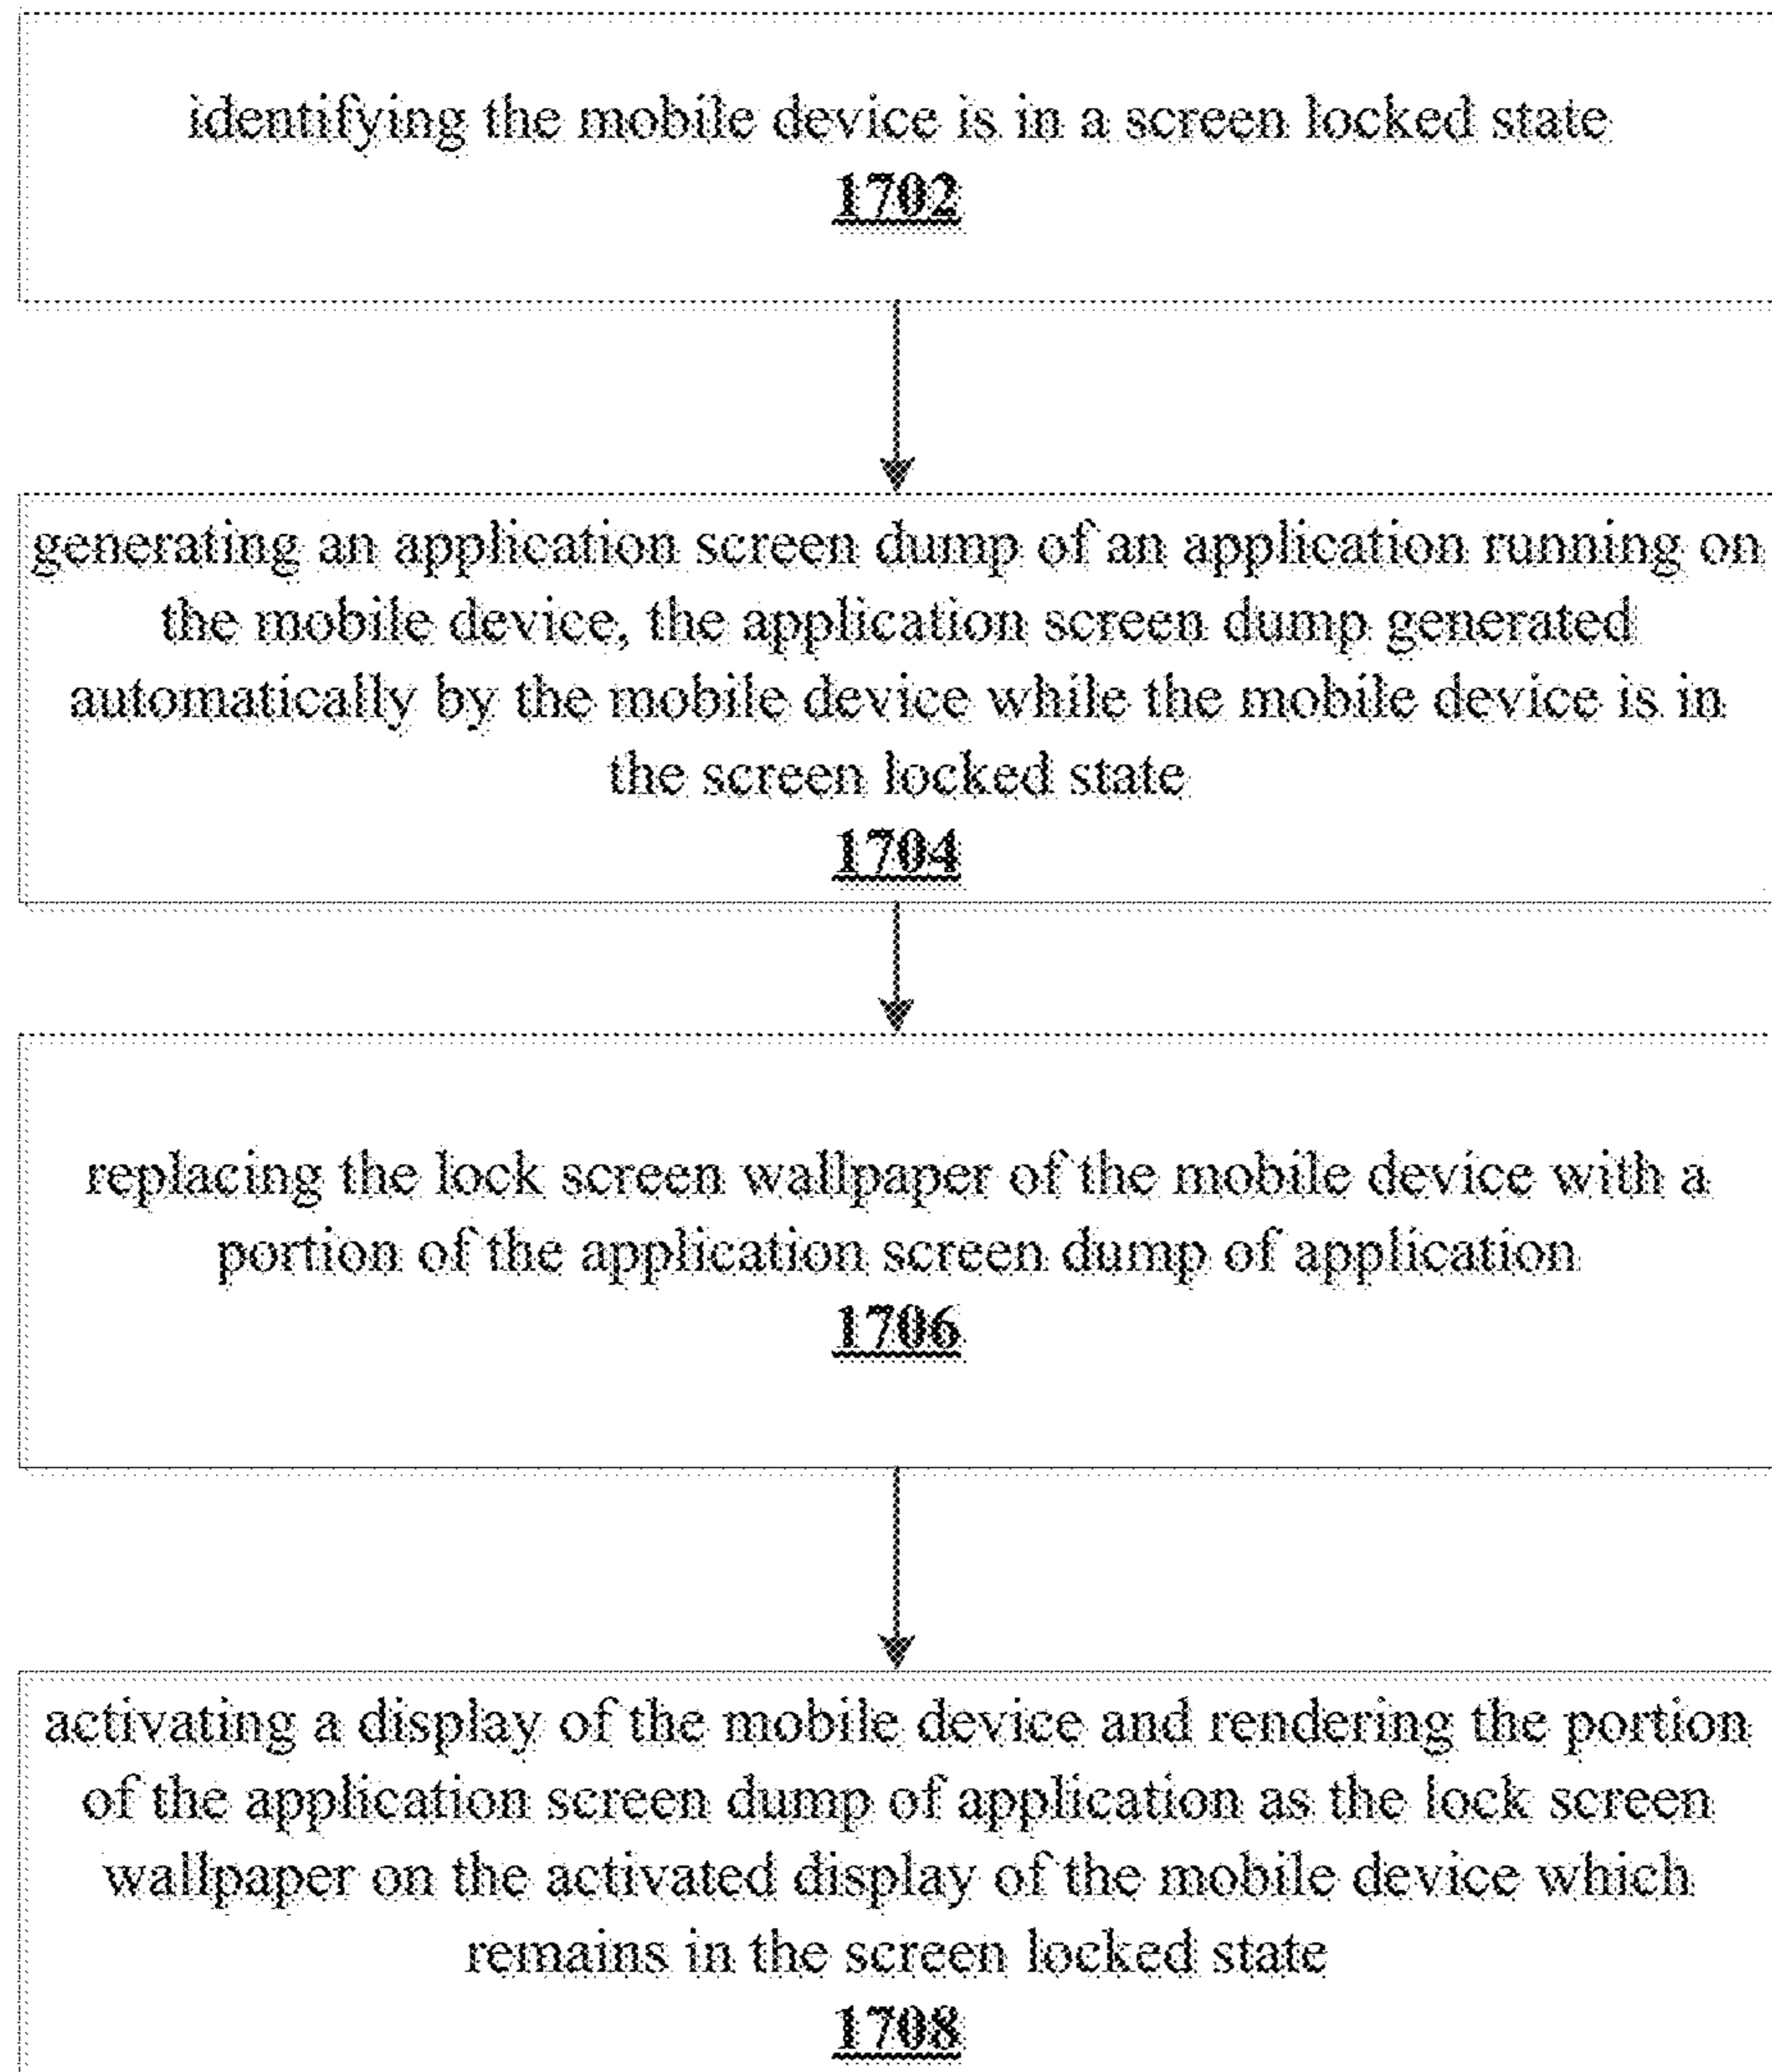 identifying the mobile device is in a screen locked state
1702
generating an application screen dump of an application running on
the mobile device, the application screen dump generated
automatically by the mobile device while the mobile device is in
the screen locked state
1704
replacing the lock screen wallpaper of the mobile device with a
portion of the application screen dump of application
1706
activating a display of the mobile device and rendering the portion
of the application screen dump of application as the lock screen
wallpaper on the activated display of the mobile device which
remains in the screen locked state
1708